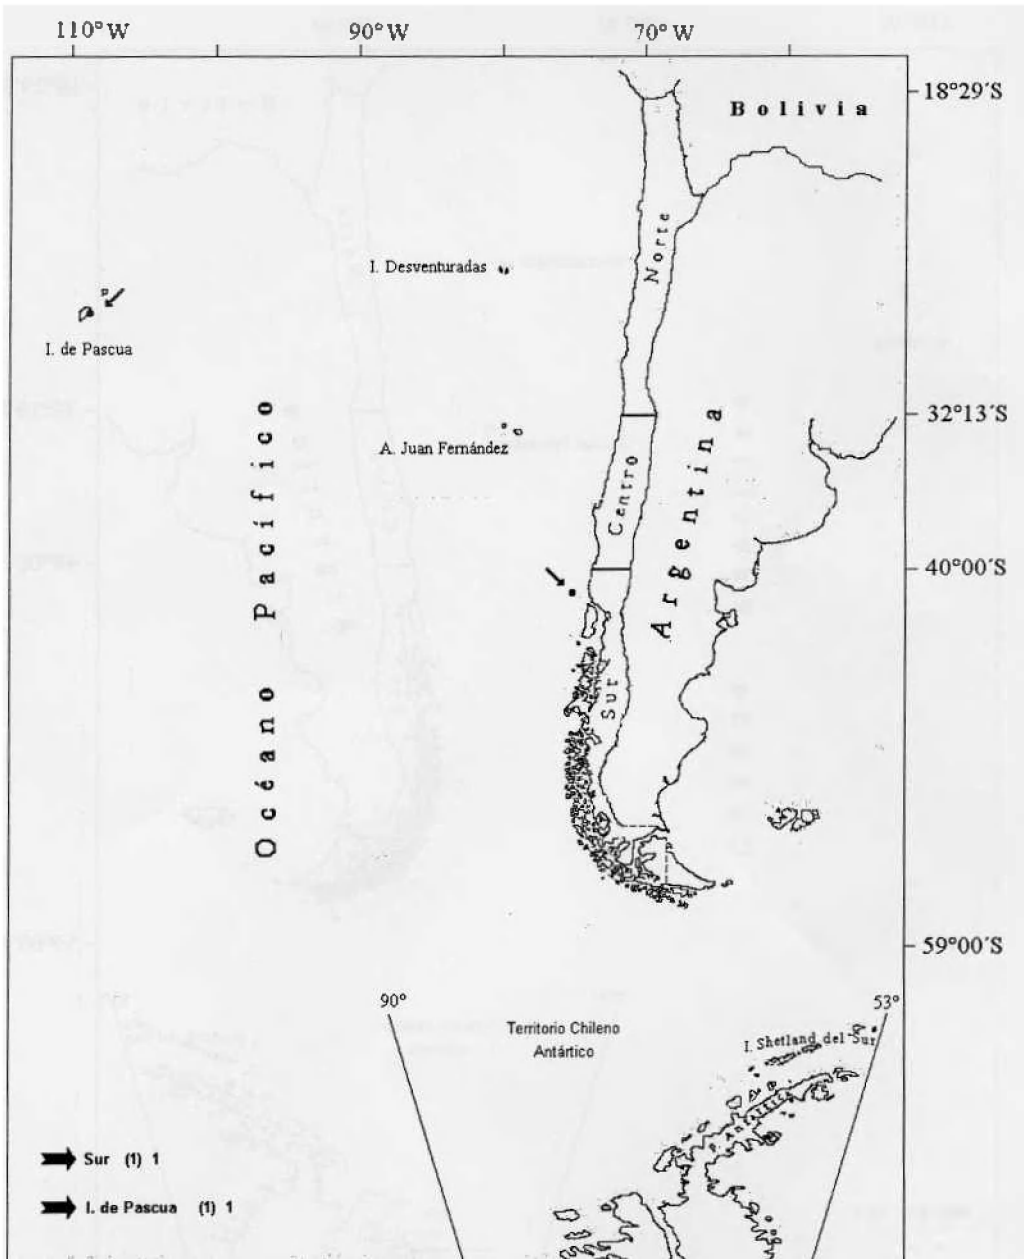 110°W 90°W 70°W
18°29´S
Bolivia
Norte
I. Desventuradas
I. de Pascua
32°13´S
A. Juan Fernández
Centro
Argentina
Océano Pacífico
40°00´S
Sur
59°00´S
90° 53°
Territorio Chileno
Antártico
I. Shetland del Sur
P. Antártica
Sur (1) 1
I. de Pascua (1) 1